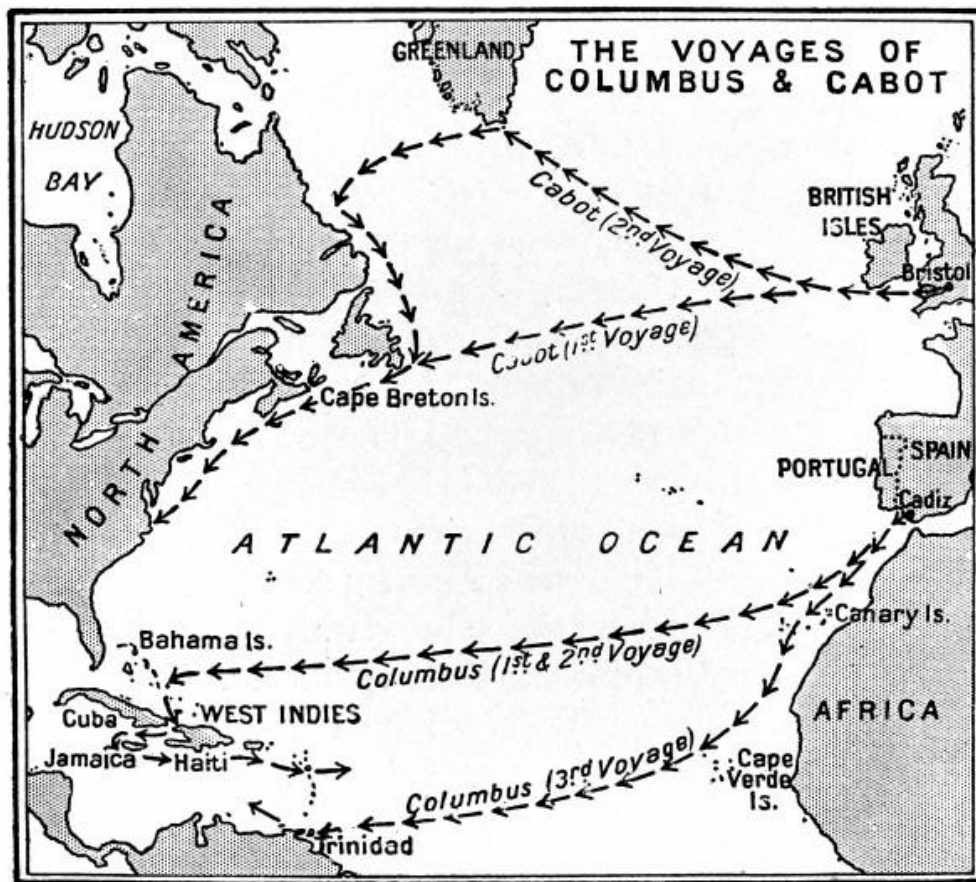 THE VOYAGES OF
COLUMBUS & CABOT
GREENLAND
HUDSON
BAY
NORTH AMERICA
BRITISH
ISLES
Bristol
Cabot (2nd Voyage)
Cabot (1st Voyage)
Cape Breton Is.
SPAIN
PORTUGAL
Cadiz
ATLANTIC OCEAN
Canary Is.
Bahama Is.
Columbus (1st & 2nd Voyage)
WEST INDIES
Cuba
AFRICA
Jamaica
Haiti
Cape
Verde
Is.
Columbus (3rd Voyage)
Trinidad